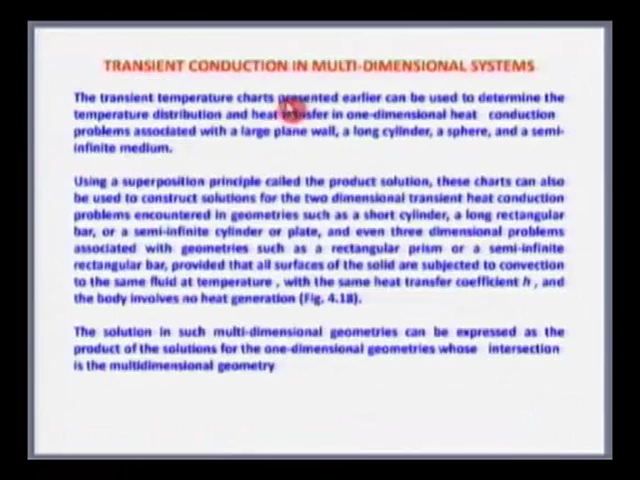 TRANSIENT CONDUCTION IN MULTI-DIMENSIONAL SYSTEMS
The transient temperature charts presented earlier can be used to determine the
temperature distribution and heat transfer in one-dimensional heat conduction
problems associated with a large plane wall, a long cylinder, a sphere, and a semi-
infinite medium.
Using a superposition principle called the product solution, these charts can also
be used to construct solutions for the two dimensional transient heat conduction
problems encountered in geometries such as a short cylinder, a long rectangular
bar, or a semi-infinite cylinder or plate, and even three dimensional problems
associated with geometries such as a rectangular prism or a semi-infinite
rectangular bar, provided that all surfaces of the solid are subjected to convection
to the same fluid at temperature , with the same heat transfer coefficient h , and
the body involves no heat generation (Fig. 4.18).
The solution in such multi-dimensional geometries can be expressed as the
product of the solutions for the one-dimensional geometries whose intersection
is the multidimensional geometry